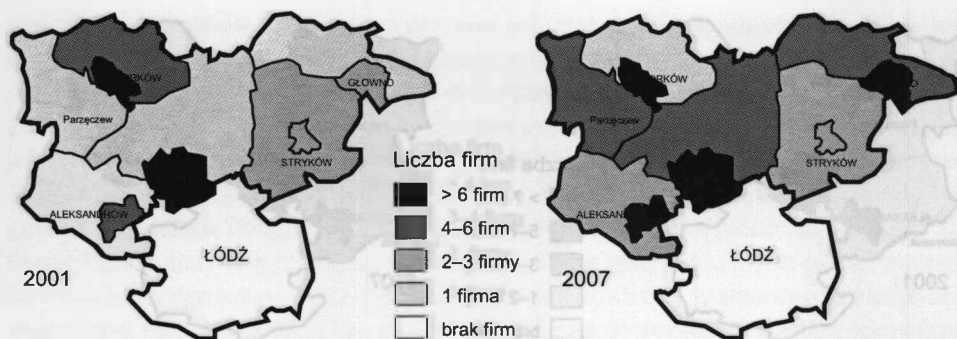 GŁOWNO
Parzęczew
STRYKÓW
ALEKSANDRÓW
ŁÓDŹ
2001
Liczba firm
> 6 firm
4–6 firm
2–3 firmy
1 firma
brak firm
Parzęczew
STRYKÓW
ŁÓDŹ
2007